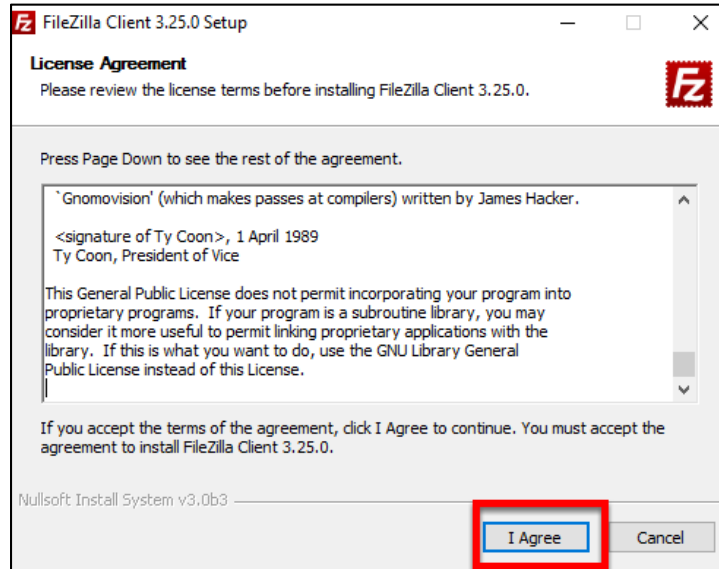 Fz FileZilla Client 3.25.0 Setup
License Agreement
Please review the license terms before installing FileZilla Client 3.25.0.
Fz
Press Page Down to see the rest of the agreement.
`Gnomovision' (which makes passes at compilers) written by James Hacker.
<signature of Ty Coon>, 1 April 1989
Ty Coon, President of Vice
This General Public License does not permit incorporating your program into
proprietary programs.  If your program is a subroutine library, you may
consider it more useful to permit linking proprietary applications with the
library.  If this is what you want to do, use the GNU Library General
Public License instead of this License.
If you accept the terms of the agreement, click I Agree to continue. You must accept the
agreement to install FileZilla Client 3.25.0.
Nullsoft Install System v3.0b3
I Agree
Cancel